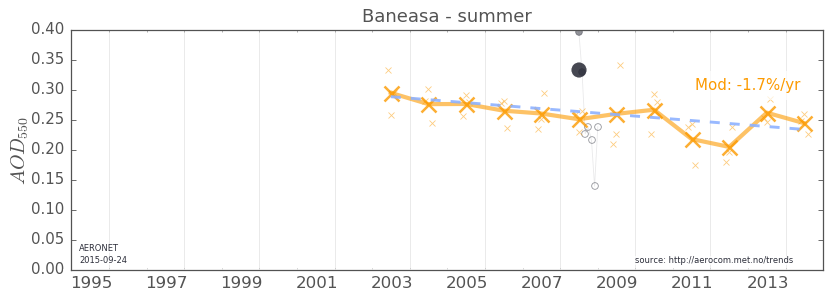 Baneasa - summer
0.40
0.35
0.30
0.25
0.20
0.15
0.10
0.05
0.00
AOD550
Mod: -1.7%/yr
AERONET
2015-09-24
source: http://aerocom.met.no/trends
1995 1997 1999 2001 2003 2005 2007 2009 2011 2013